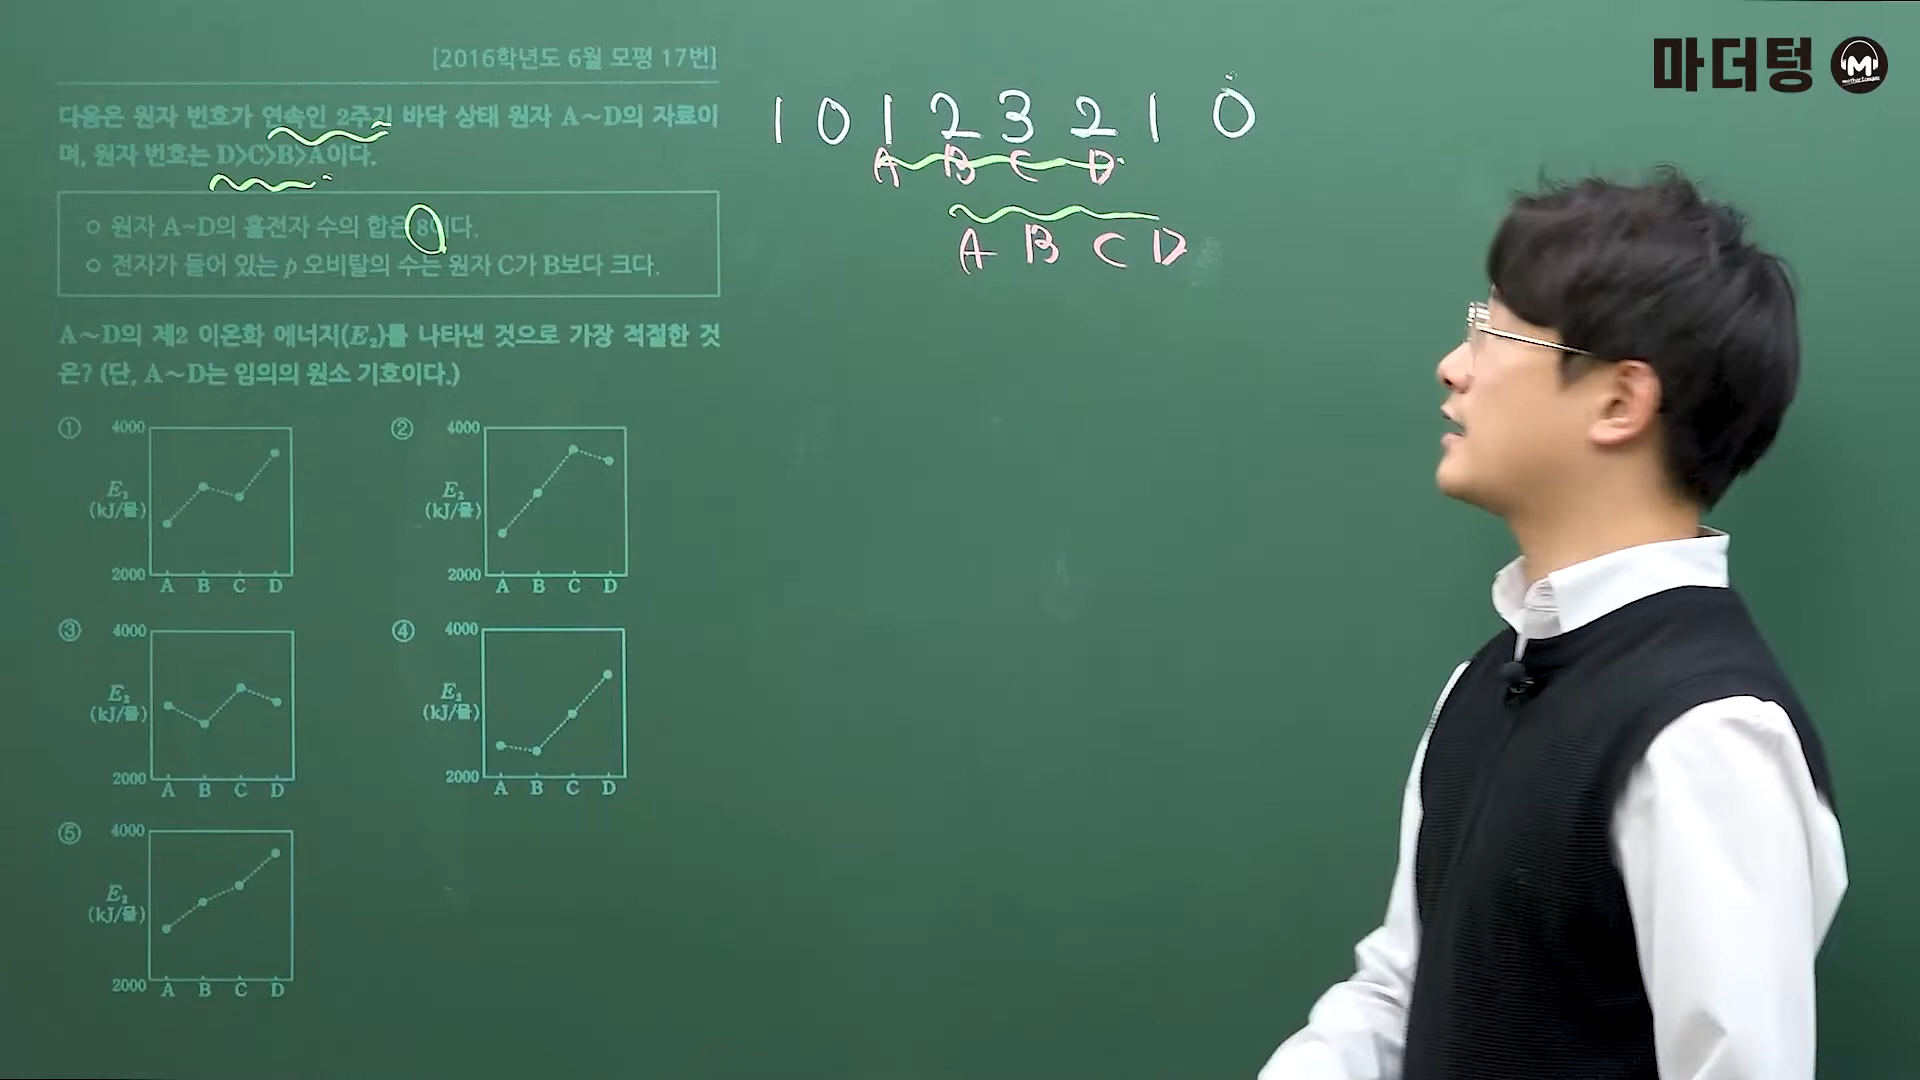 마더텅
[2016학년도 6월 모평 17번]
다음은 원자 번호가 연속인 2주기 바닥 상태 원자 A~D의 자료이
며, 원자 번호는 D>C>B>A이다.
○ 원자 A~D의 홀전자 수의 합은 8이다.
○ 전자가 들어 있는 p 오비탈의 수는 원자 C가 B보다 크다.
A~D의 제2 이온화 에너지(E₂)를 나타낸 것으로 가장 적절한 것
은? (단, A~D는 임의의 원소 기호이다.)
① 4000
E₂
(kJ/몰)
2000
A B C D
② 4000
E₂
(kJ/몰)
2000
A B C D
③ 4000
E₂
(kJ/몰)
2000
A B C D
④ 4000
E₂
(kJ/몰)
2000
A B C D
⑤ 4000
E₂
(kJ/몰)
2000
A B C D
1 0 1 2 3 2 1 0
A B C D
A B C D